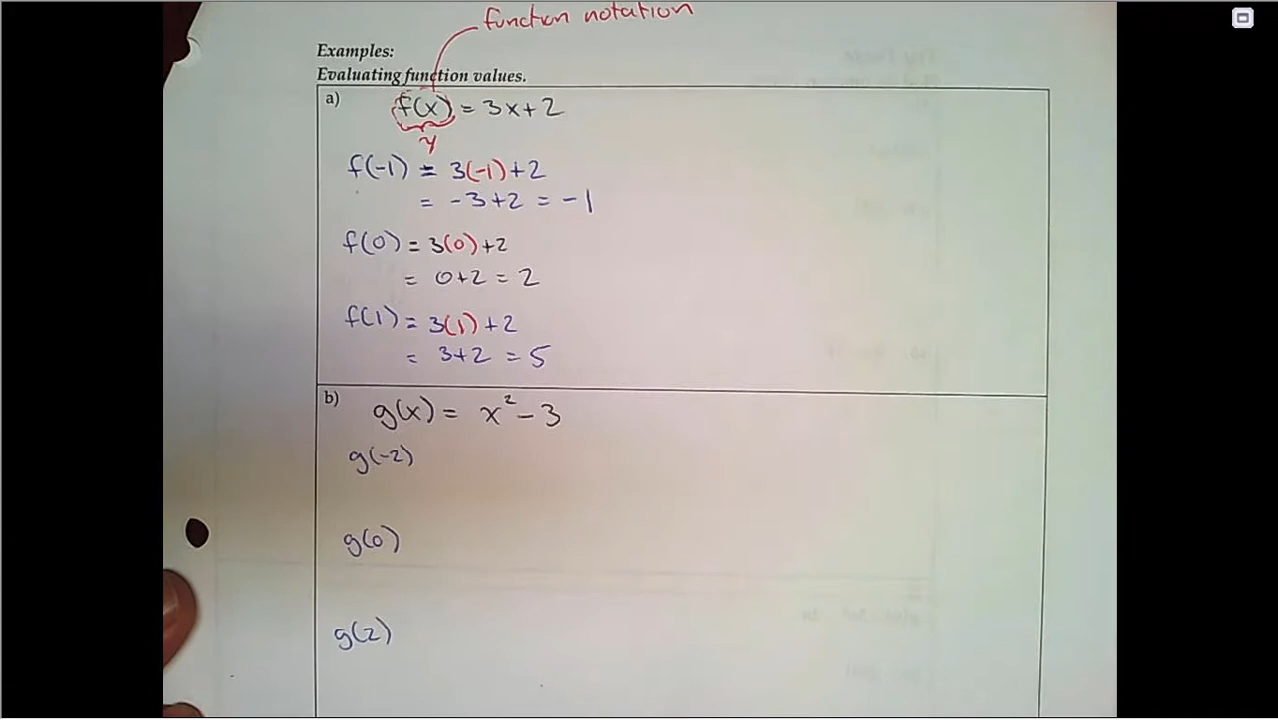 function notation
Examples:
Evaluating function values.
a) f(x) = 3x+2
y
f(-1) = 3(-1)+2
= -3+2 = -1
f(0) = 3(0)+2
= 0+2 = 2
f(1) = 3(1)+2
= 3+2 = 5
b) g(x) = x² - 3
g(-2)
g(0)
g(2)